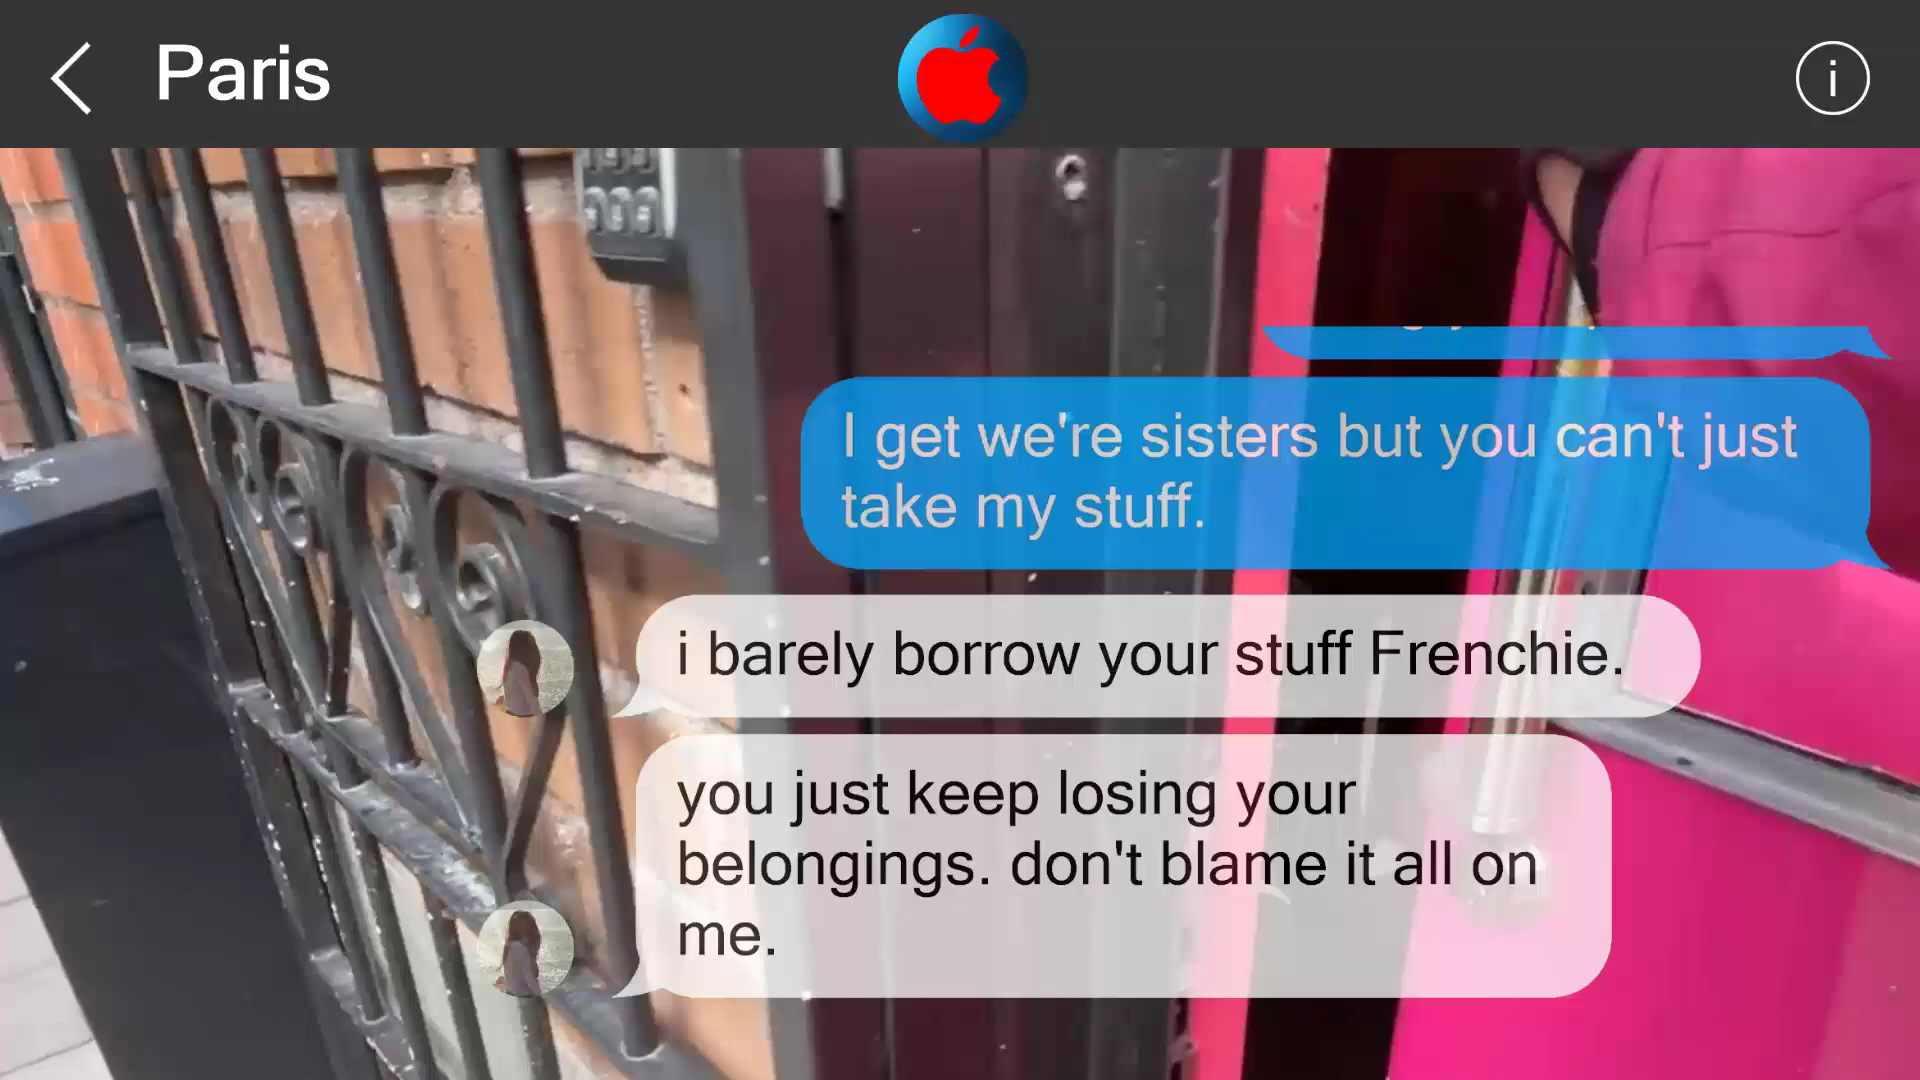 Paris
i
I get we're sisters but you can't just
take my stuff.
i barely borrow your stuff Frenchie.
you just keep losing your
belongings. don't blame it all on
me.